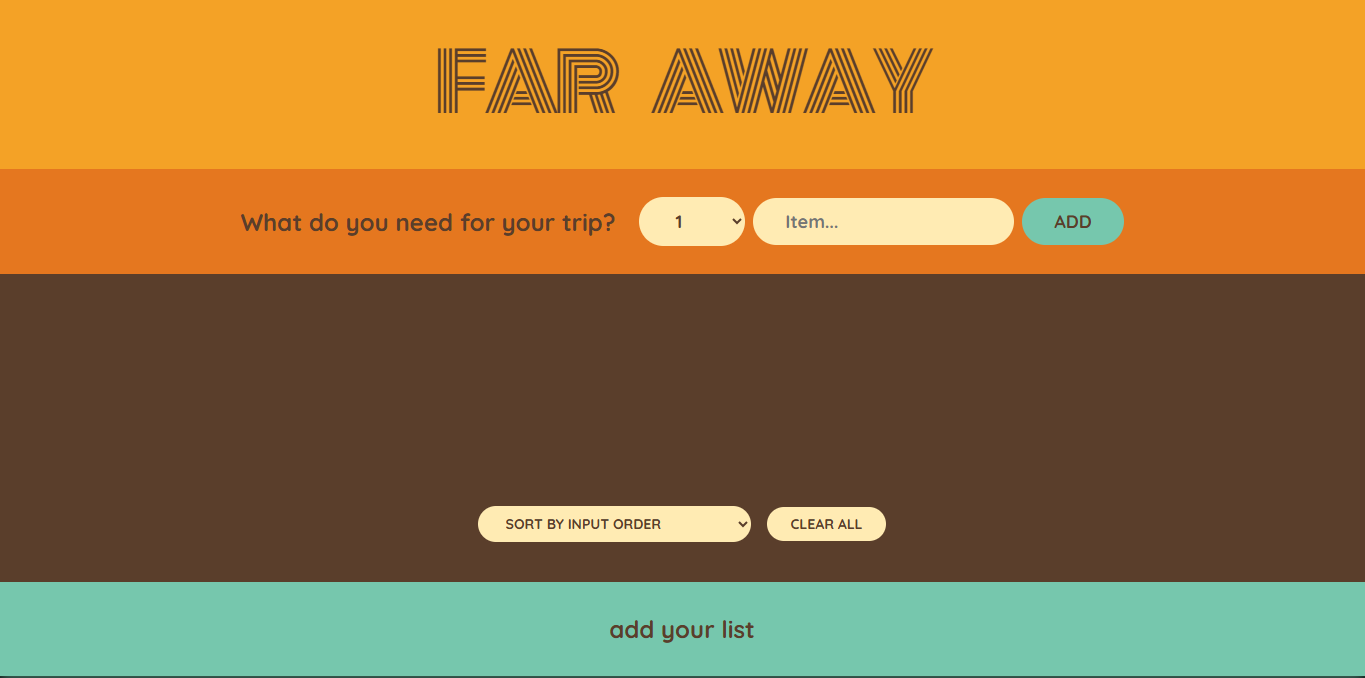 FAR AWAY
What do you need for your trip? 1 Item... ADD
SORT BY INPUT ORDER CLEAR ALL
add your list